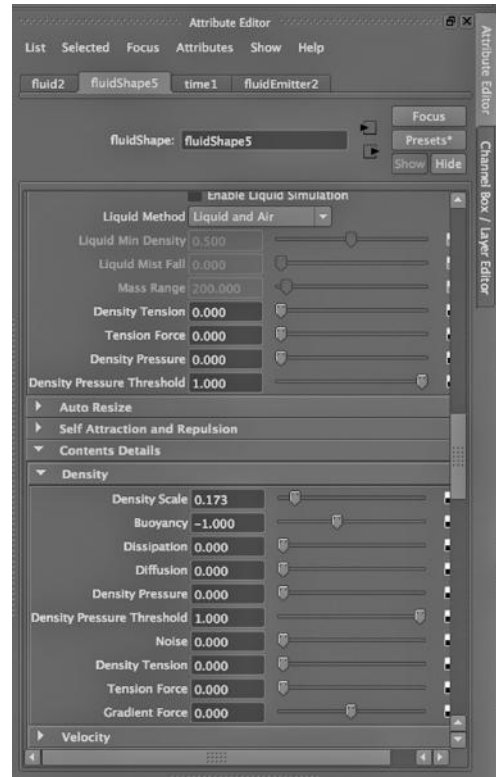 Attribute Editor
List Selected Focus Attributes Show Help
fluid2 fluidShape5 time1 fluidEmitter2
Focus
fluidShape: fluidShape5
Presets*
Show Hide
Enable Liquid Simulation
Liquid Method Liquid and Air
Liquid Min Density 0.500
Liquid Mist Fall 0.000
Mass Range 200.000
Density Tension 0.000
Tension Force 0.000
Density Pressure 0.000
Density Pressure Threshold 1.000
Auto Resize
Self Attraction and Repulsion
Contents Details
Density
Density Scale 0.173
Buoyancy -1.000
Dissipation 0.000
Diffusion 0.000
Density Pressure 0.000
Density Pressure Threshold 1.000
Noise 0.000
Density Tension 0.000
Tension Force 0.000
Gradient Force 0.000
Velocity
Attribute Editor
Channel Box / Layer Editor